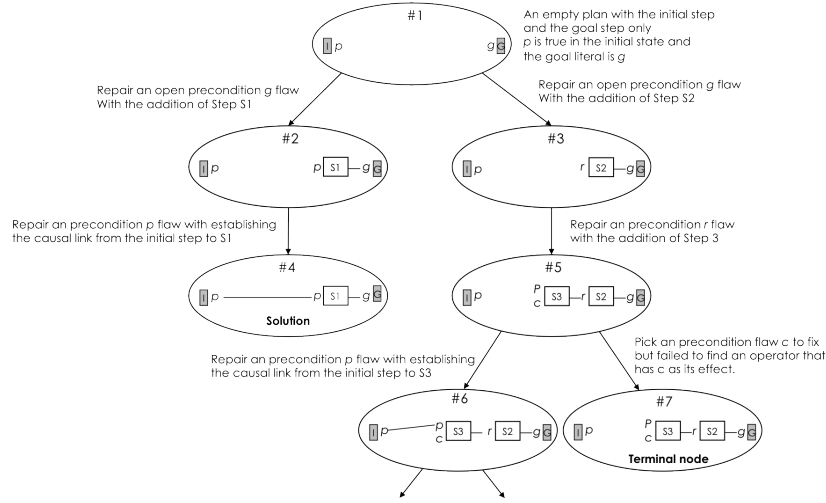 #1
I p
g G
An empty plan with the initial step
and the goal step only
p is true in the initial state and
the goal literal is g
Repair an open precondition g flaw
With the addition of Step S1
Repair an open precondition g flaw
With the addition of Step S2
#2
I p
p S1 g G
#3
I p
r S2 g G
Repair an precondition p flaw with establishing
the causal link from the initial step to S1
Repair an precondition r flaw
with the addition of Step 3
#4
I p
p S1 g G
Solution
#5
I p
P
c
S3 r S2 g G
Repair an precondition p flaw with establishing
the causal link from the initial step to S3
Pick an precondition flaw c to fix
but failed to find an operator that
has c as its effect.
#6
I p
p
c
S3 r S2 g G
#7
I p
P
c
S3 r S2 g G
Terminal node